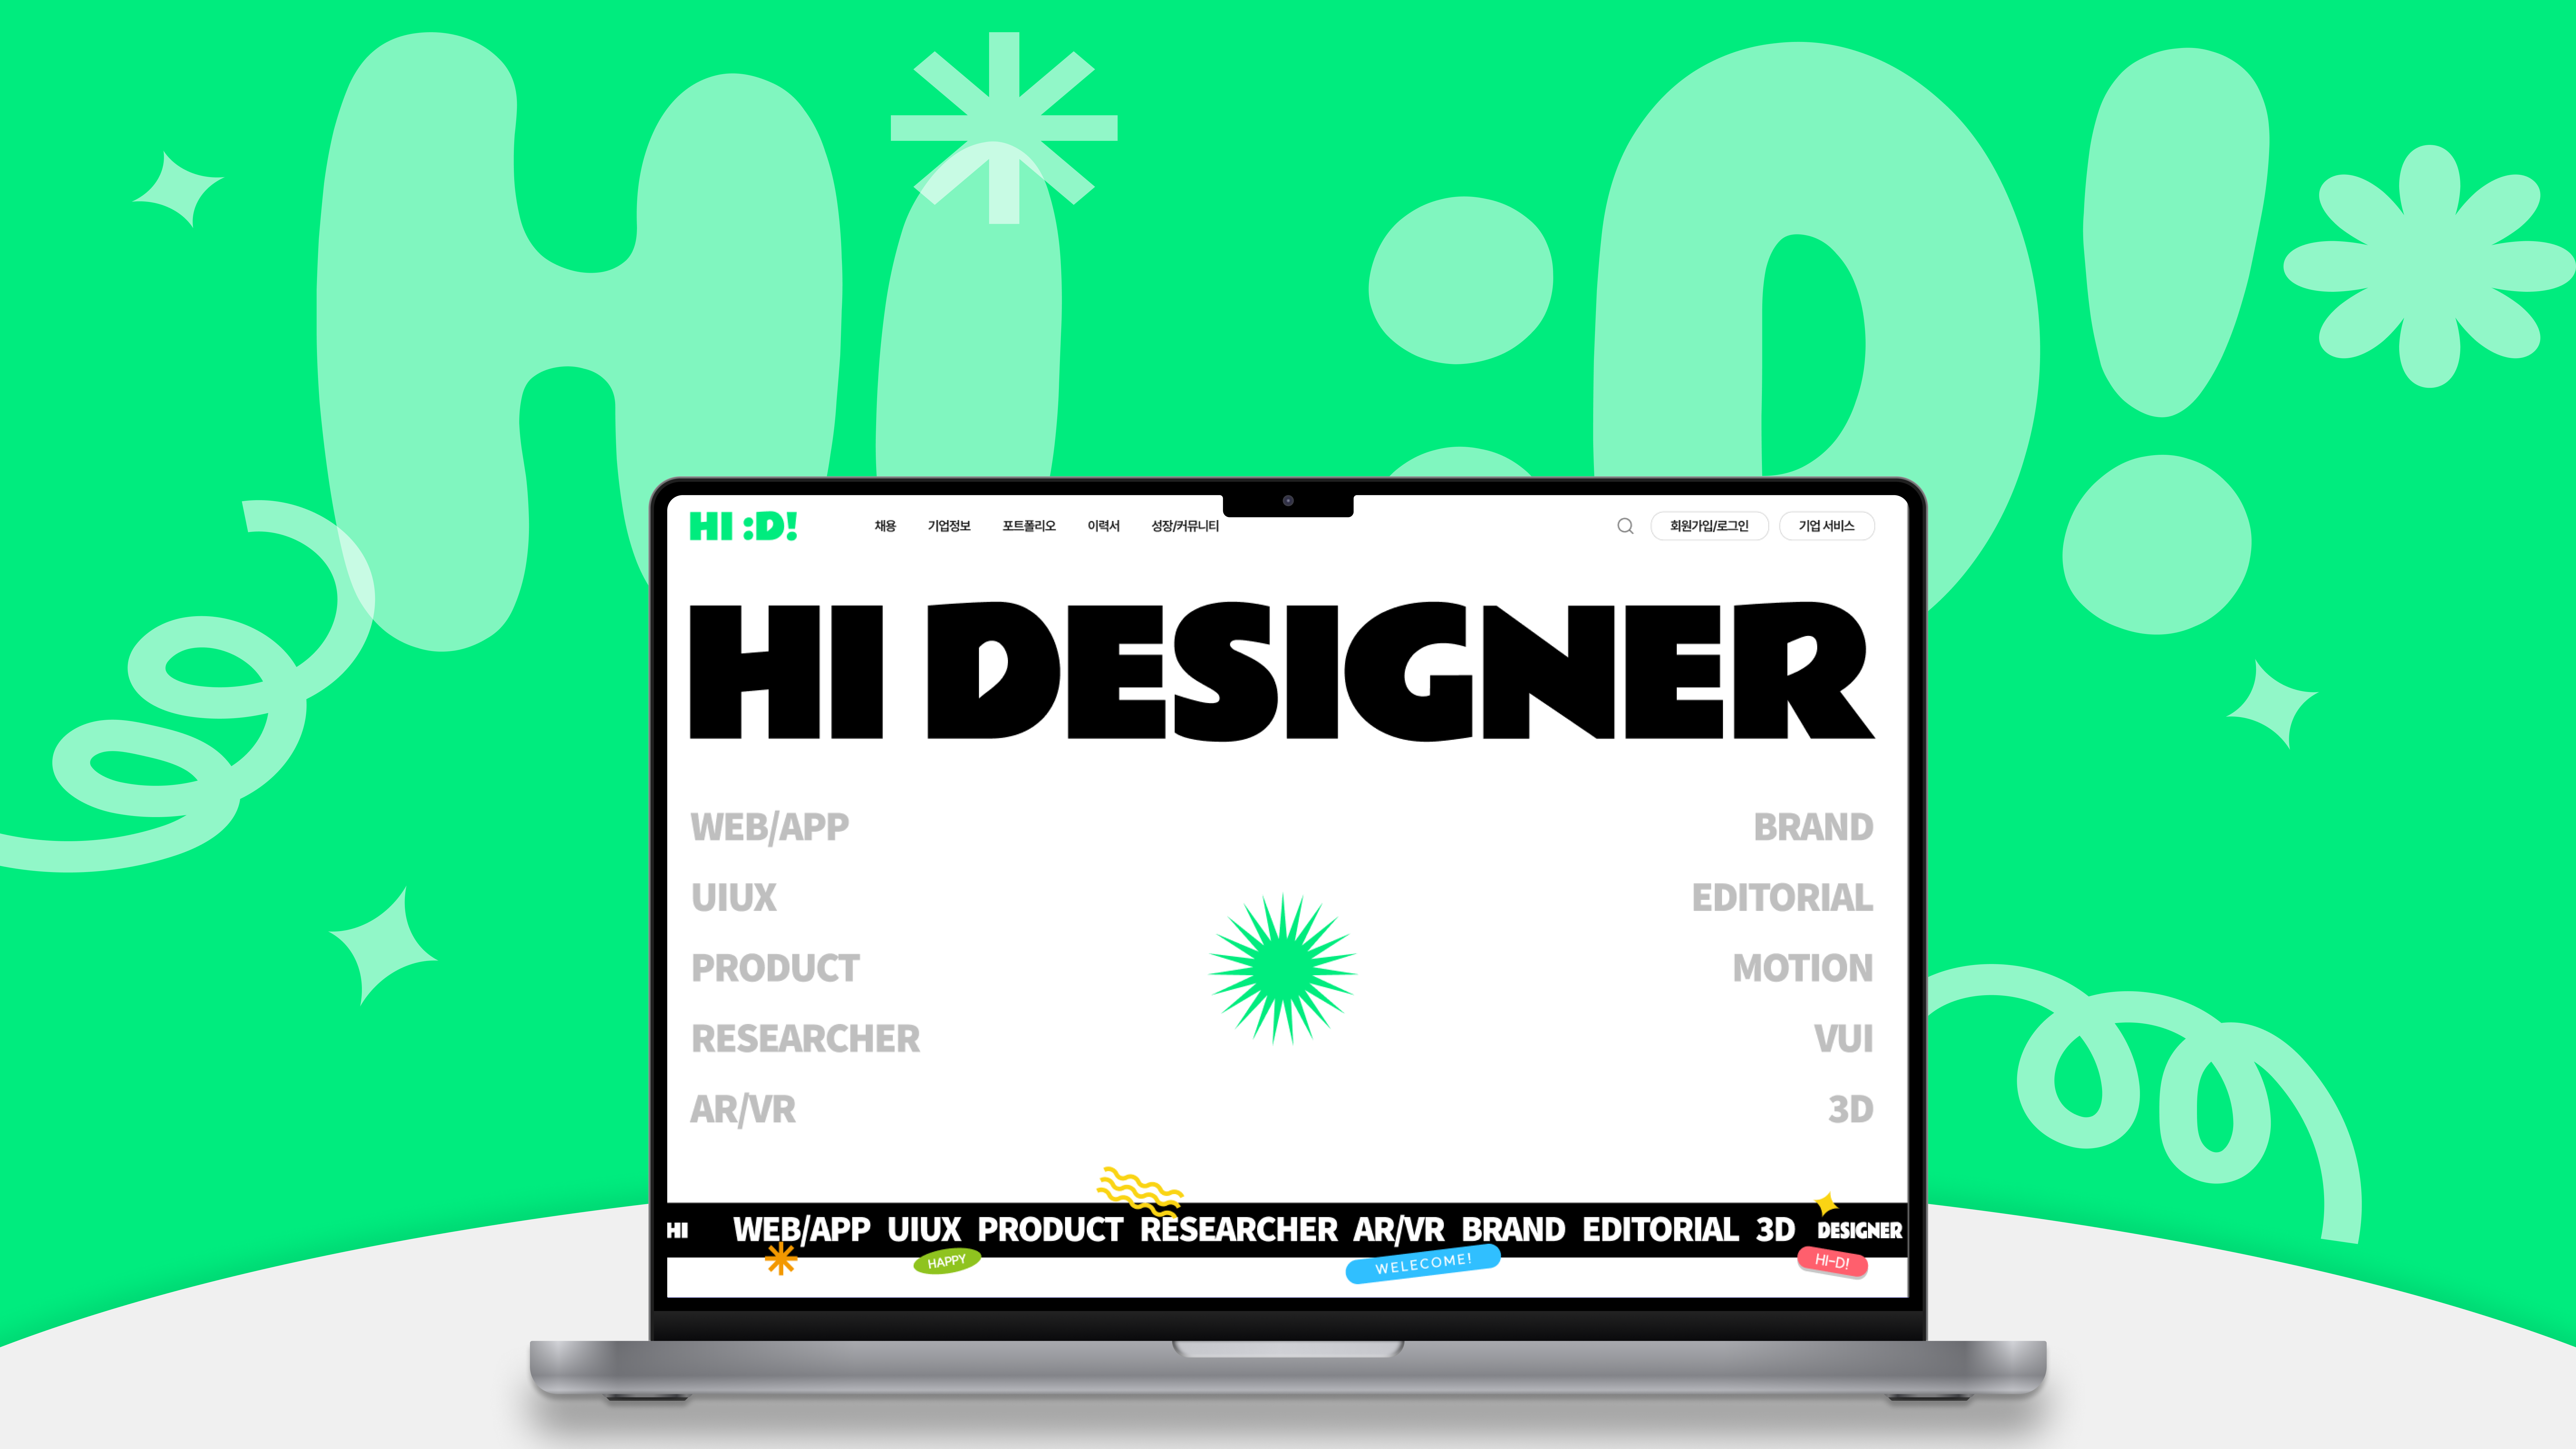 Hi :D!
HI :D! 채용 기업정보 포트폴리오 이력서 성장/커뮤니티 회원가입/로그인 기업 서비스
HI DESIGNER
WEB/APP BRAND
UIUX EDITORIAL
PRODUCT MOTION
RESEARCHER VUI
AR/VR 3D
HI WEB/APP UIUX PRODUCT RESEARCHER AR/VR BRAND EDITORIAL 3D DESIGNER
HAPPY WELECOME! HI-D!